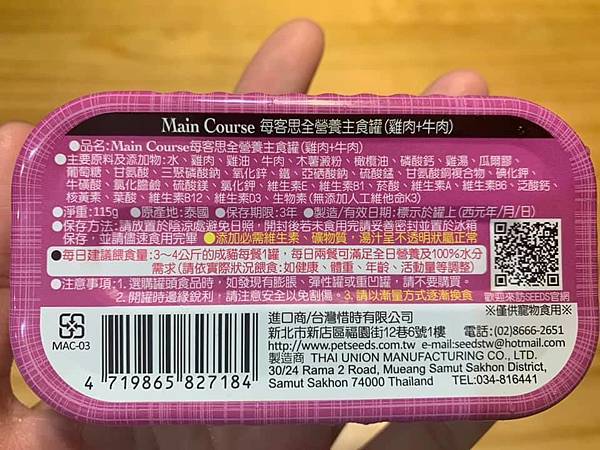 Main Course 每客思全營養主食罐(雞肉+牛肉)
●品名:Main Course每客思全營養主食罐(雞肉+牛肉)
●主要原料及添加物:水、雞肉、雞油、牛肉、木薯澱粉、橄欖油、磷酸鈣、雞湯、瓜爾膠、
葡萄糖、甘氨酸、三聚磷酸鈉、氧化鋅、鐵、亞硒酸鈉、硫酸錳、甘氨酸銅複合物、碘化鉀、
牛磺酸、氯化膽鹼、硫酸鎂、氯化鉀、維生素E、維生素B1、菸酸、維生素A、維生素B6、泛酸鈣、
核黃素、葉酸、維生素B12、維生素D3、生物素(無添加人工維他命K3)
●淨重:115g ●原產地:泰國 ●保存期限:3年 ●製造/有效日期:標示於罐上(西元年/月/日)
●保存方法:請放置於陰涼處避免日照,開封後若未食用完請妥善密封並置於冰箱
保存,並請儘速食用完畢 ●添加必需維生素、礦物質,湯汁呈不透明狀屬正常
●每日建議餵食量:3~4公斤的成貓每餐1罐,每日兩餐可滿足全日營養及100%水分
需求(請依實際狀況餵食:如健康、體重、年齡、活動量等調整)
●注意事項:1. 選購罐頭食品時,如發現有膨脹、彈性罐或重凹罐,請不要購買。
2. 開罐時邊緣銳利,請注意安全以免割傷。3. 請以漸量方式逐漸換食
歡迎來訪SEEDS官網
※僅供寵物食用※
MAC-03
4 719865 827184
進口商/台灣惜時有限公司
新北市新店區福園街12巷6號1樓 電話:(02)8666-2651
http://www.petseeds.com.tw e-mail:seedstw@hotmail.com
製造商 THAI UNION MANUFACTURING CO., LTD.
30/24 Rama 2 Road, Mueang Samut Sakhon District,
Samut Sakhon 74000 Thailand TEL:034-816441